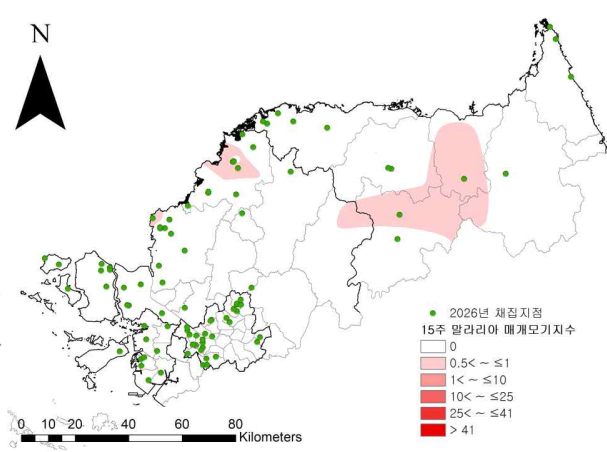 N
2026년 채집지점
15주 말라리아 매개모기지수
0
0.5< ~ ≤1
1< ~ ≤10
10< ~ ≤25
25< ~ ≤41
> 41
0 10 20 40 60 80
Kilometers